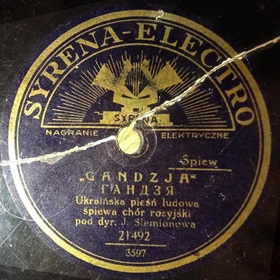 SYRENA-ELECTRO
SYRENA
NAGRANIE ELEKTRYCZNE
Śpiew
„GANDZJA"
ГАНДЗЯ
Ukraińska pieśń ludowa
śpiewa chór rosyjski
pod dyr. J. Siemionowa
21492
3597